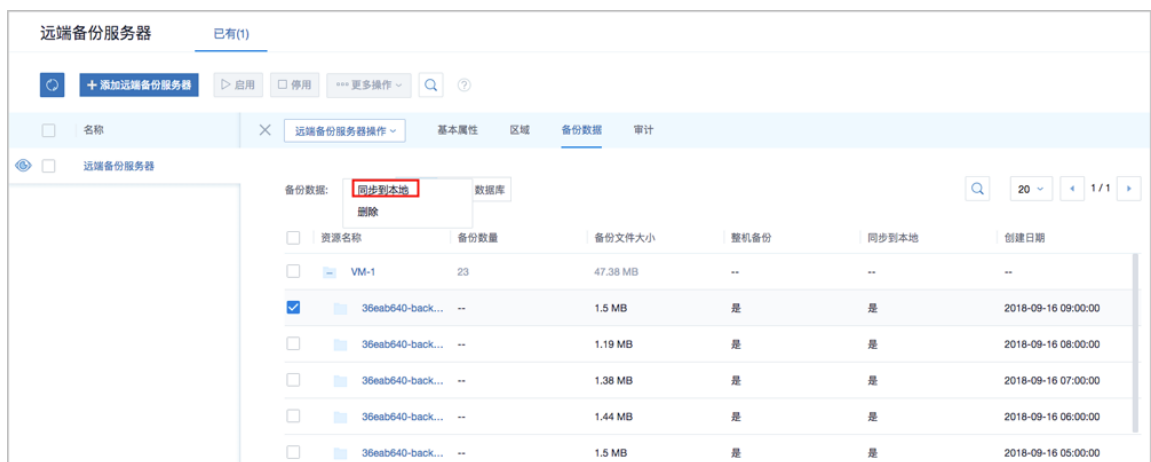 远端备份服务器 已有(1)
+ 添加远端备份服务器 启用 停用 更多操作
名称 远端备份服务器操作 基本属性 区域 备份数据 审计
远端备份服务器
备份数据: 同步到本地 数据库 20 1 / 1
删除
资源名称 备份数量 备份文件大小 整机备份 同步到本地 创建日期
VM-1 23 47.38 MB -- -- --
36eab640-back... -- 1.5 MB 是 是 2018-09-16 09:00:00
36eab640-back... -- 1.19 MB 是 是 2018-09-16 08:00:00
36eab640-back... -- 1.38 MB 是 是 2018-09-16 07:00:00
36eab640-back... -- 1.44 MB 是 是 2018-09-16 06:00:00
36eab640-back... -- 1.5 MB 是 是 2018-09-16 05:00:00